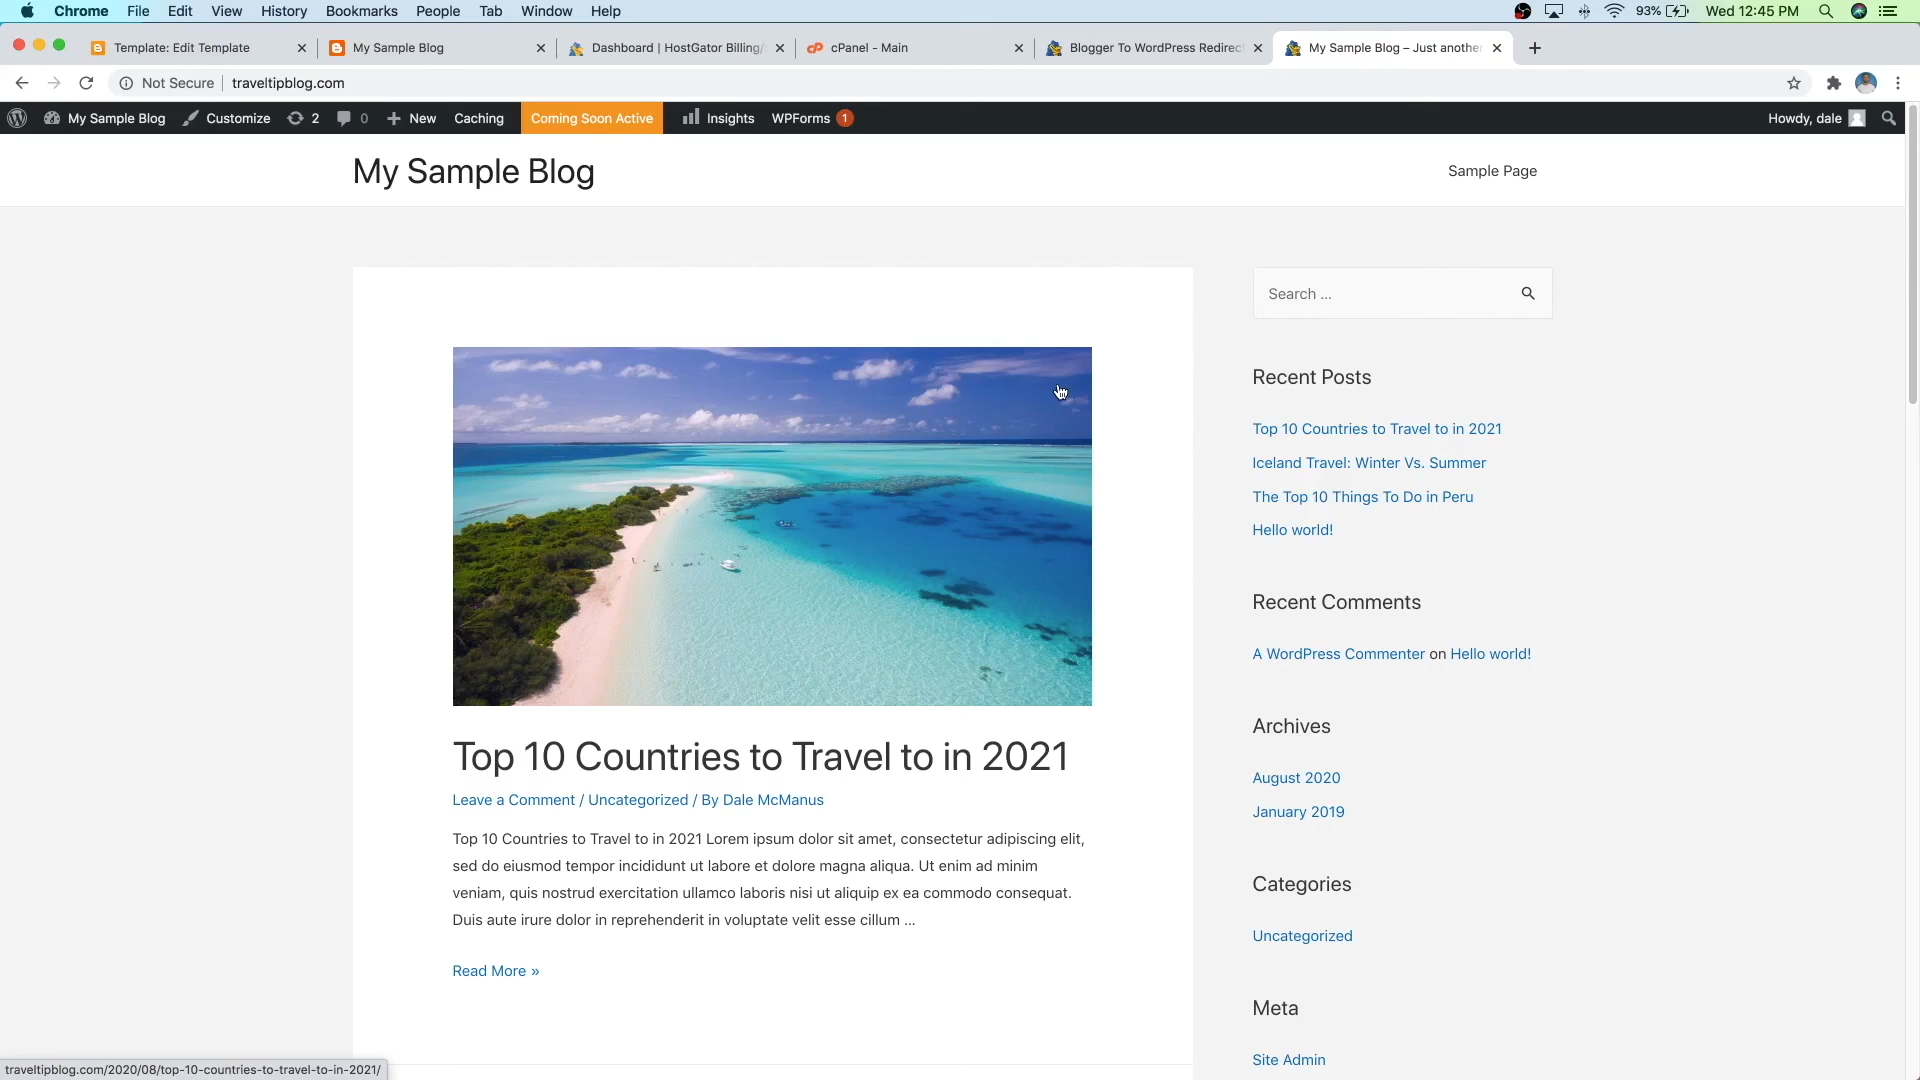 Chrome File Edit View History Bookmarks People Tab Window Help
93% Wed 12:45 PM
Template: Edit Template
My Sample Blog
Dashboard | HostGator Billing/
cPanel - Main
Blogger To WordPress Redirec
My Sample Blog – Just another
Not Secure traveltipblog.com
My Sample Blog Customize 2 0 New Caching Coming Soon Active Insights WPForms 1 Howdy, dale
My Sample Blog
Sample Page
Search ...
Recent Posts
Top 10 Countries to Travel to in 2021
Iceland Travel: Winter Vs. Summer
The Top 10 Things To Do in Peru
Hello world!
Recent Comments
A WordPress Commenter on Hello world!
Archives
August 2020
January 2019
Categories
Uncategorized
Meta
Site Admin
Top 10 Countries to Travel to in 2021
Leave a Comment / Uncategorized / By Dale McManus
Top 10 Countries to Travel to in 2021 Lorem ipsum dolor sit amet, consectetur adipiscing elit,
sed do eiusmod tempor incididunt ut labore et dolore magna aliqua. Ut enim ad minim
veniam, quis nostrud exercitation ullamco laboris nisi ut aliquip ex ea commodo consequat.
Duis aute irure dolor in reprehenderit in voluptate velit esse cillum ...
Read More »
traveltipblog.com/2020/08/top-10-countries-to-travel-to-in-2021/